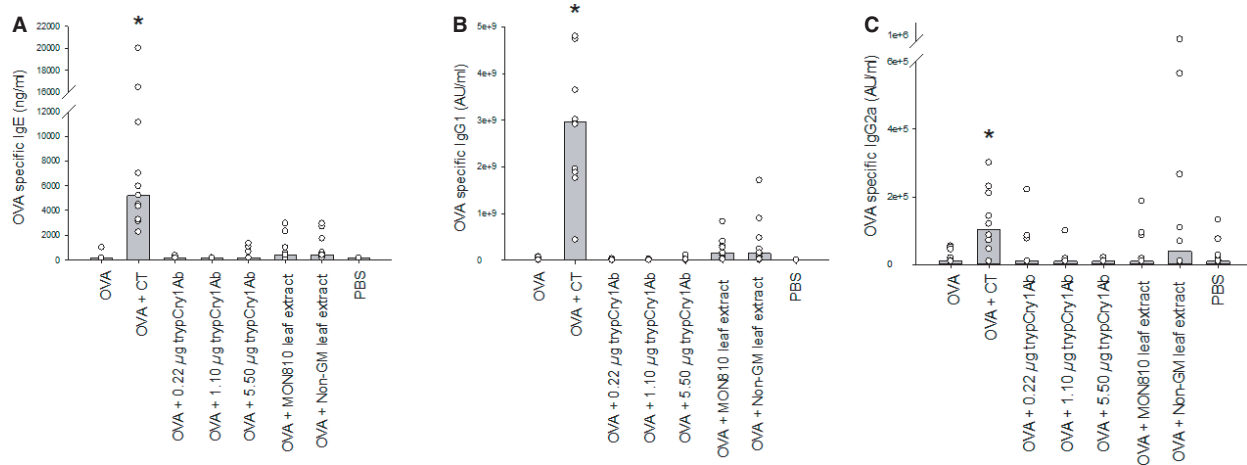 A
OVA specific IgE (ng/ml)
22000
20000
18000
16000
12000
10000
8000
6000
4000
2000
0
*
OVA
OVA + CT
OVA + 0.22 µg trypCry1Ab
OVA + 1.10 µg trypCry1Ab
OVA + 5.50 µg trypCry1Ab
OVA + MON810 leaf extract
OVA + Non-GM leaf extract
PBS
B
OVA specific IgG1 (AU/ml)
5e+9
4e+9
3e+9
2e+9
1e+9
0
*
OVA
OVA + CT
OVA + 0.22 µg trypCry1Ab
OVA + 1.10 µg trypCry1Ab
OVA + 5.50 µg trypCry1Ab
OVA + MON810 leaf extract
OVA + Non-GM leaf extract
PBS
C
OVA specific IgG2a (AU/ml)
1e+6
6e+5
4e+5
2e+5
0
*
OVA
OVA + CT
OVA + 0.22 µg trypCry1Ab
OVA + 1.10 µg trypCry1Ab
OVA + 5.50 µg trypCry1Ab
OVA + MON810 leaf extract
OVA + Non-GM leaf extract
PBS